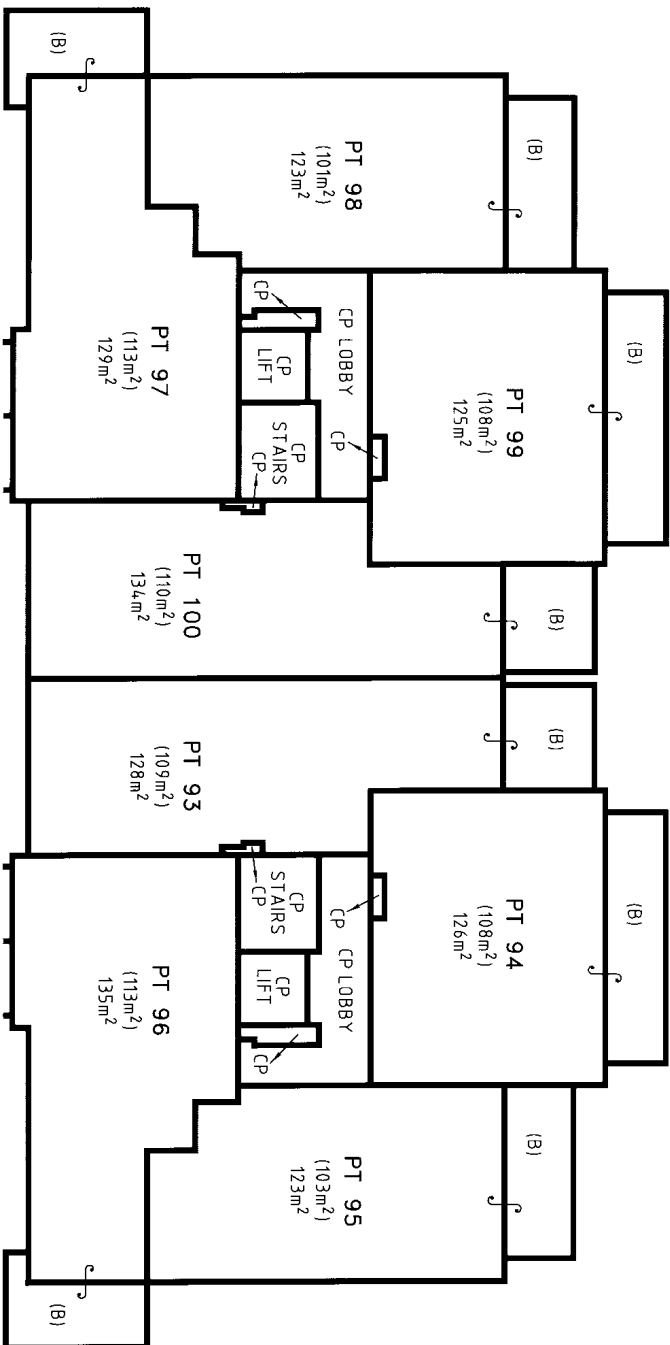 (B)
(B)
PT 98
(101m²)
123m²
(B)
CP
CP LOBBY
CP
LIFT
CP
STAIRS
CP
CP
PT 97
(113m²)
129m²
PT 99
(108m²)
125m²
PT 100
(110m²)
134m²
(B)
PT 93
(109m²)
128m²
(B)
CP
CP
STAIRS
CP
CP LOBBY
CP
LIFT
CP
PT 94
(108m²)
126m²
(B)
PT 96
(113m²)
135m²
PT 95
(103m²)
123m²
(B)
(B)